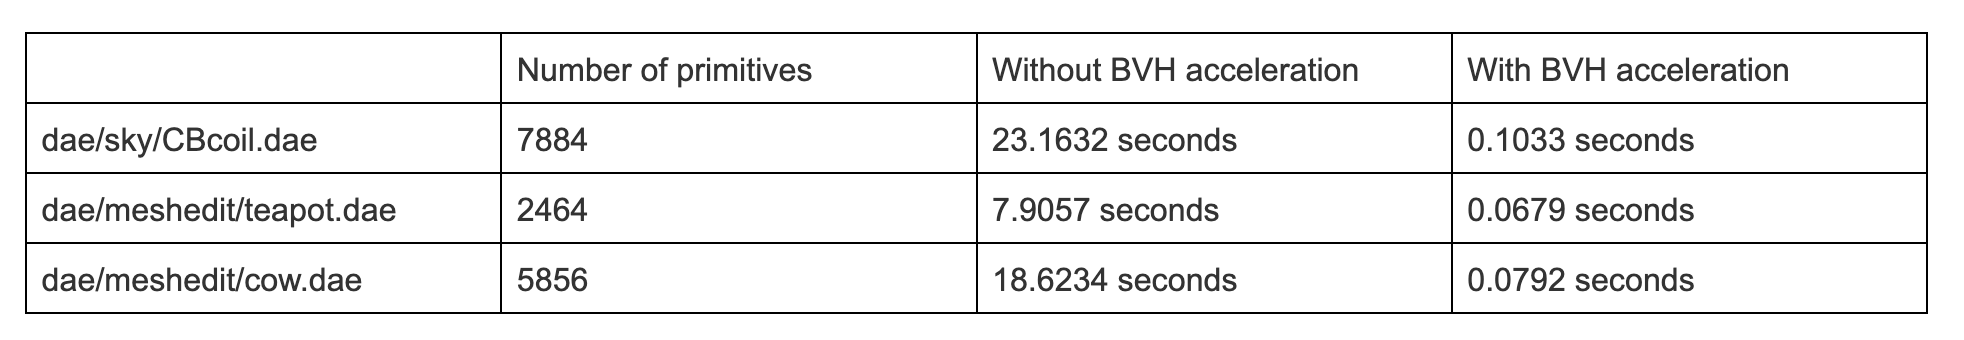 Number of primitives Without BVH acceleration With BVH acceleration
dae/sky/CBcoil.dae 7884 23.1632 seconds 0.1033 seconds
dae/meshedit/teapot.dae 2464 7.9057 seconds 0.0679 seconds
dae/meshedit/cow.dae 5856 18.6234 seconds 0.0792 seconds